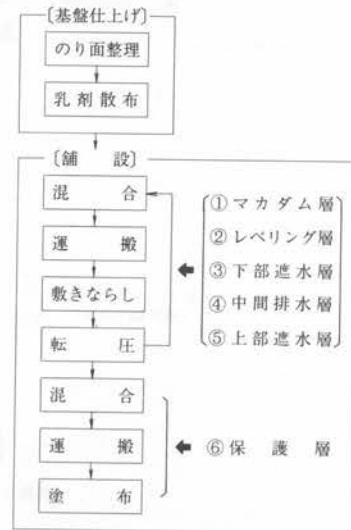 〔基盤仕上げ〕
のり面整理
乳剤散布
〔舗設〕
混合
運搬
敷きならし
転圧
混合
運搬
塗布
①マカダム層
②レベリング層
③下部遮水層
④中間排水層
⑤上部遮水層
⑥保護層